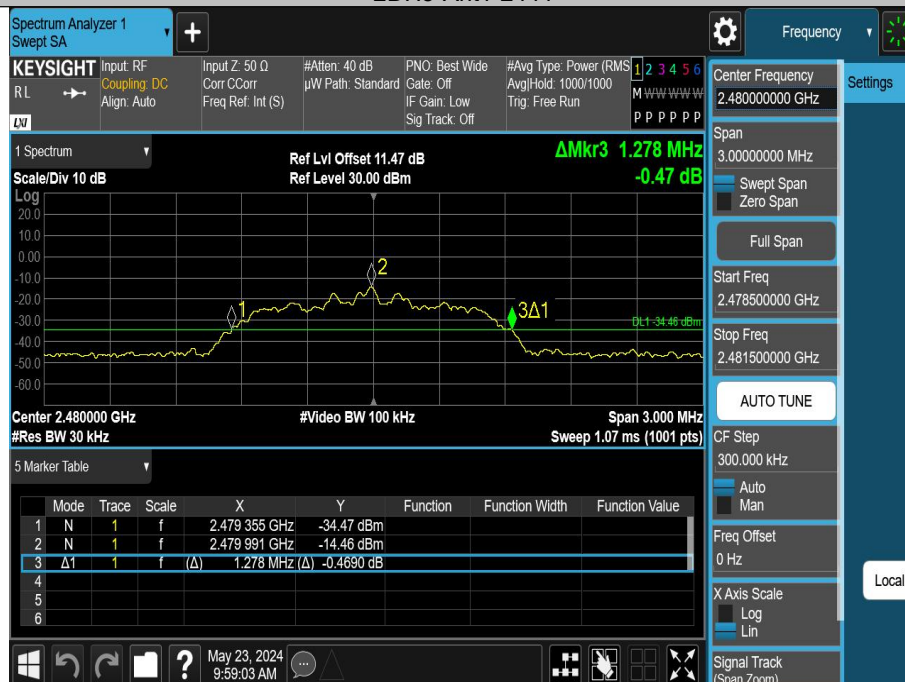 Spectrum Analyzer 1
Swept SA
+
Frequency
KEYSIGHT
RL
LXI
Input: RF
Coupling: DC
Align: Auto
Input Z: 50 Ω
Corr CCorr
Freq Ref: Int (S)
#Atten: 40 dB
µW Path: Standard
PNO: Best Wide
Gate: Off
IF Gain: Low
Sig Track: Off
#Avg Type: Power (RMS
Avg|Hold: 1000/1000
Trig: Free Run
1 2 3 4 5 6
M W W W W W
P P P P P P
1 Spectrum
Scale/Div 10 dB
Ref Lvl Offset 11.47 dB
Ref Level 30.00 dBm
ΔMkr3 1.278 MHz
-0.47 dB
Log
20.0
10.0
0.00
-10.0
-20.0
-30.0
-40.0
-50.0
-60.0
1
2
3Δ1
DL1 -34.46 dBm
Center 2.480000 GHz
#Video BW 100 kHz
Span 3.000 MHz
#Res BW 30 kHz
Sweep 1.07 ms (1001 pts)
5 Marker Table
Mode Trace Scale X Y Function Function Width Function Value
1 N 1 f 2.479 355 GHz -34.47 dBm
2 N 1 f 2.479 991 GHz -14.46 dBm
3 Δ1 1 f (Δ) 1.278 MHz (Δ) -0.4690 dB
4
5
6
?
May 23, 2024
9:59:03 AM
Center Frequency
2.480000000 GHz
Settings
Span
3.00000000 MHz
Swept Span
Zero Span
Full Span
Start Freq
2.478500000 GHz
Stop Freq
2.481500000 GHz
AUTO TUNE
CF Step
300.000 kHz
Auto
Man
Freq Offset
0 Hz
Local
X Axis Scale
Log
Lin
Signal Track
(Span Zoom)